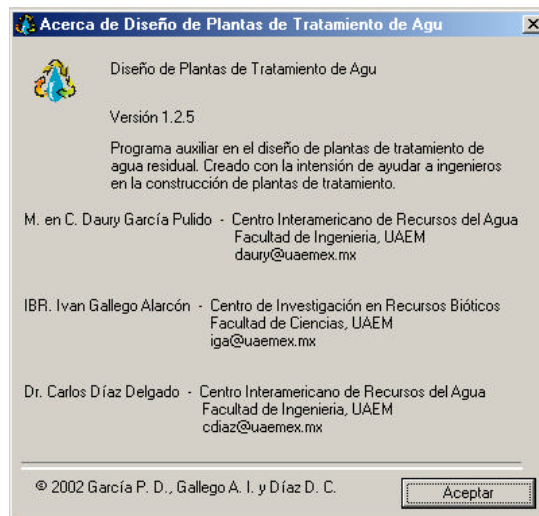 Acerca de Diseño de Plantas de Tratamiento de Agu
Diseño de Plantas de Tratamiento de Agu
Versión 1.2.5
Programa auxiliar en el diseño de plantas de tratamiento de
agua residual. Creado con la intensión de ayudar a ingenieros
en la construcción de plantas de tratamiento.
M. en C. Daury García Pulido - Centro Interamericano de Recursos del Agua
Facultad de Ingenieria, UAEM
daury@uaemex.mx
IBR. Ivan Gallego Alarcón - Centro de Investigación en Recursos Bióticos
Facultad de Ciencias, UAEM
iga@uaemex.mx
Dr. Carlos Díaz Delgado - Centro Interamericano de Recursos del Agua
Facultad de Ingenieria, UAEM
cdiaz@uaemex.mx
© 2002 García P. D., Gallego A. I. y Díaz D. C.
Aceptar